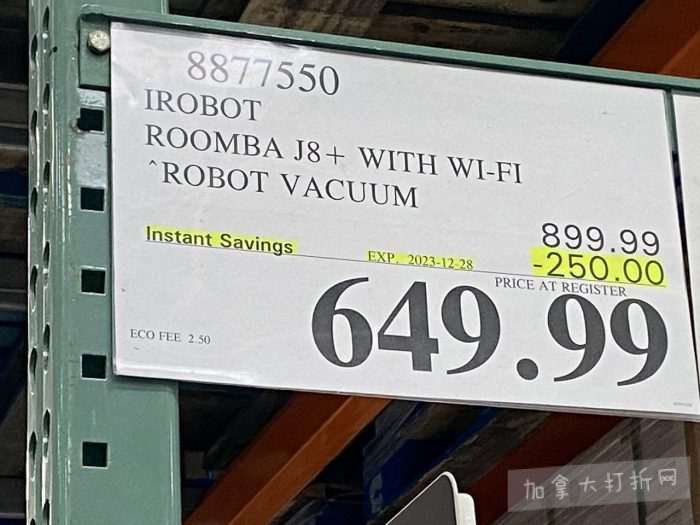 8877550
IROBOT
ROOMBA J8+ WITH WI-FI
^ROBOT VACUUM
899.99
Instant Savings EXP. 2023-12-28 -250.00
PRICE AT REGISTER
649.99
ECO FEE 2.50
加拿大打折网